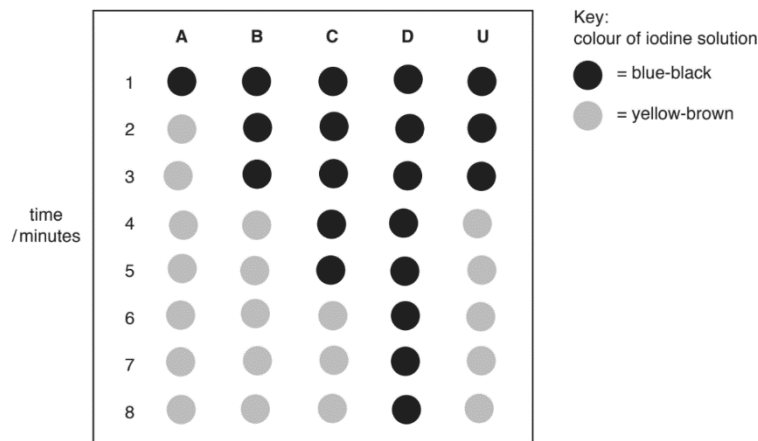 A B C D U
1
2
3
4
5
6
7
8
time
/minutes
Key:
colour of iodine solution
= blue-black
= yellow-brown